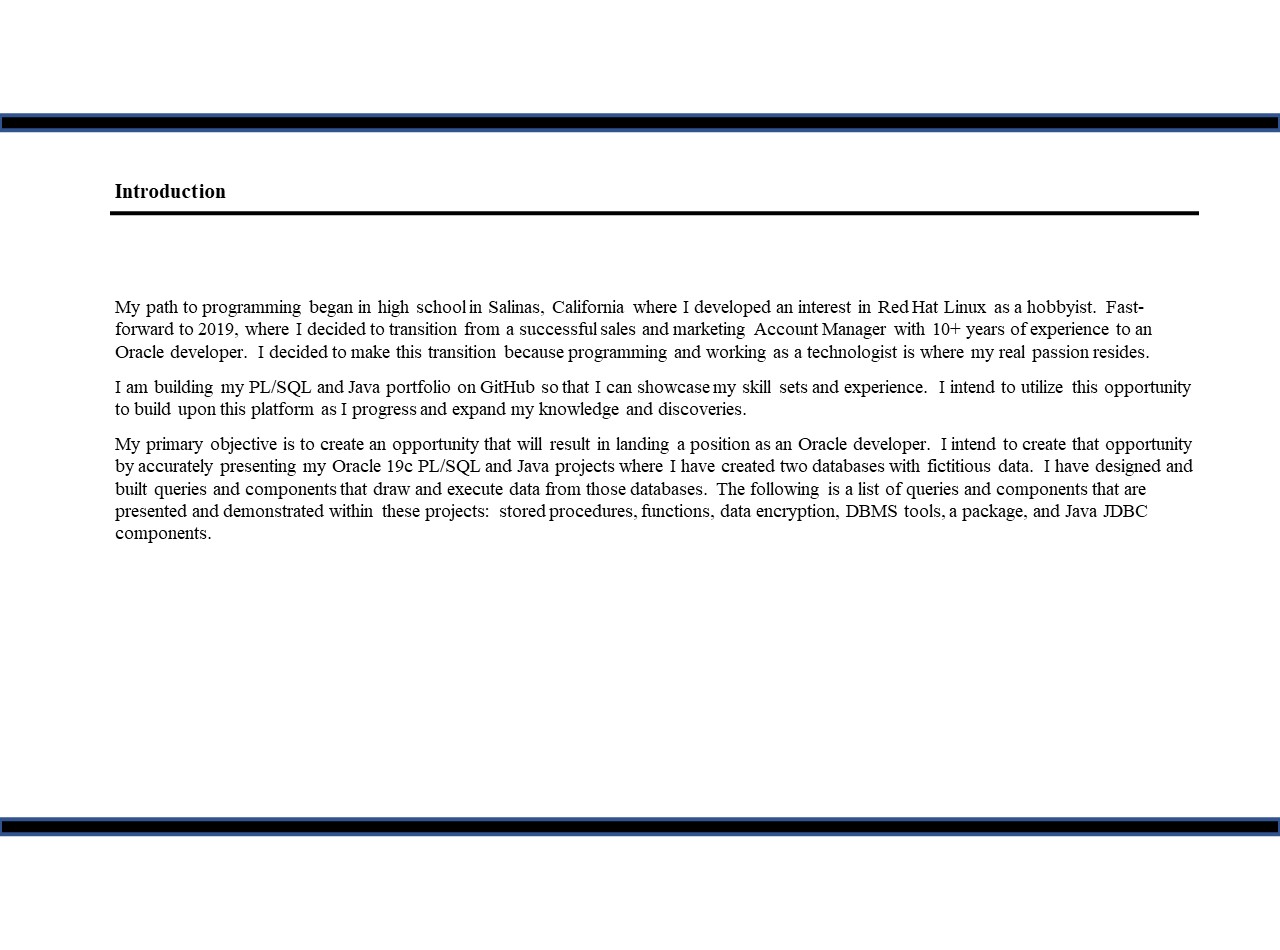 Introduction
My path to programming began in high school in Salinas, California where I developed an interest in Red Hat Linux as a hobbyist. Fast-
forward to 2019, where I decided to transition from a successful sales and marketing Account Manager with 10+ years of experience to an
Oracle developer. I decided to make this transition because programming and working as a technologist is where my real passion resides.
I am building my PL/SQL and Java portfolio on GitHub so that I can showcase my skill sets and experience. I intend to utilize this opportunity
to build upon this platform as I progress and expand my knowledge and discoveries.
My primary objective is to create an opportunity that will result in landing a position as an Oracle developer. I intend to create that opportunity
by accurately presenting my Oracle 19c PL/SQL and Java projects where I have created two databases with fictitious data. I have designed and
built queries and components that draw and execute data from those databases. The following is a list of queries and components that are
presented and demonstrated within these projects: stored procedures, functions, data encryption, DBMS tools, a package, and Java JDBC
components.